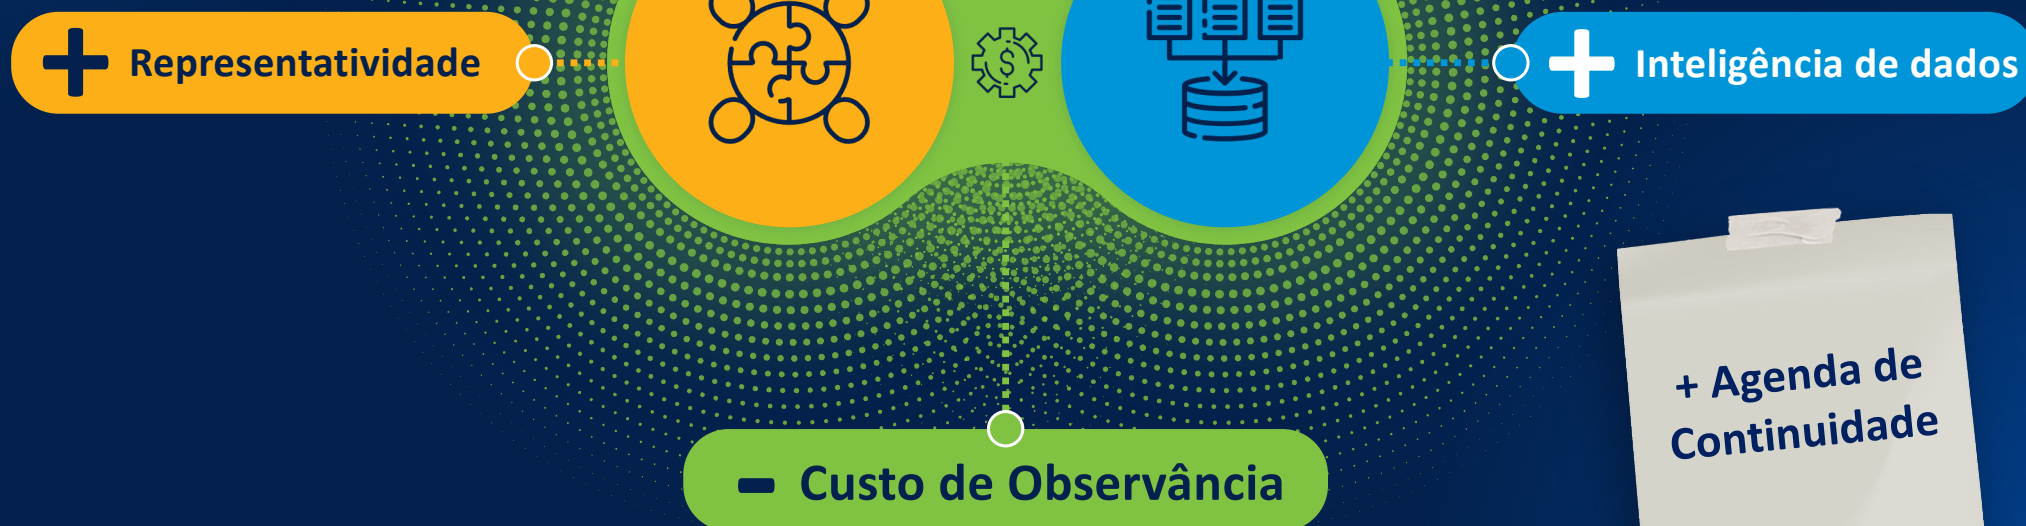 + Representatividade
$
+ Inteligência de dados
+ Agenda de
Continuidade
- Custo de Observância